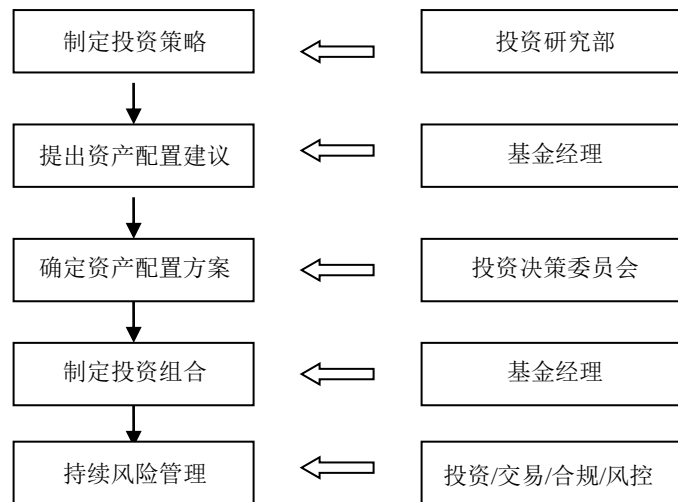 制定投资策略
投资研究部
提出资产配置建议
基金经理
确定资产配置方案
投资决策委员会
制定投资组合
基金经理
持续风险管理
投资/交易/合规/风控